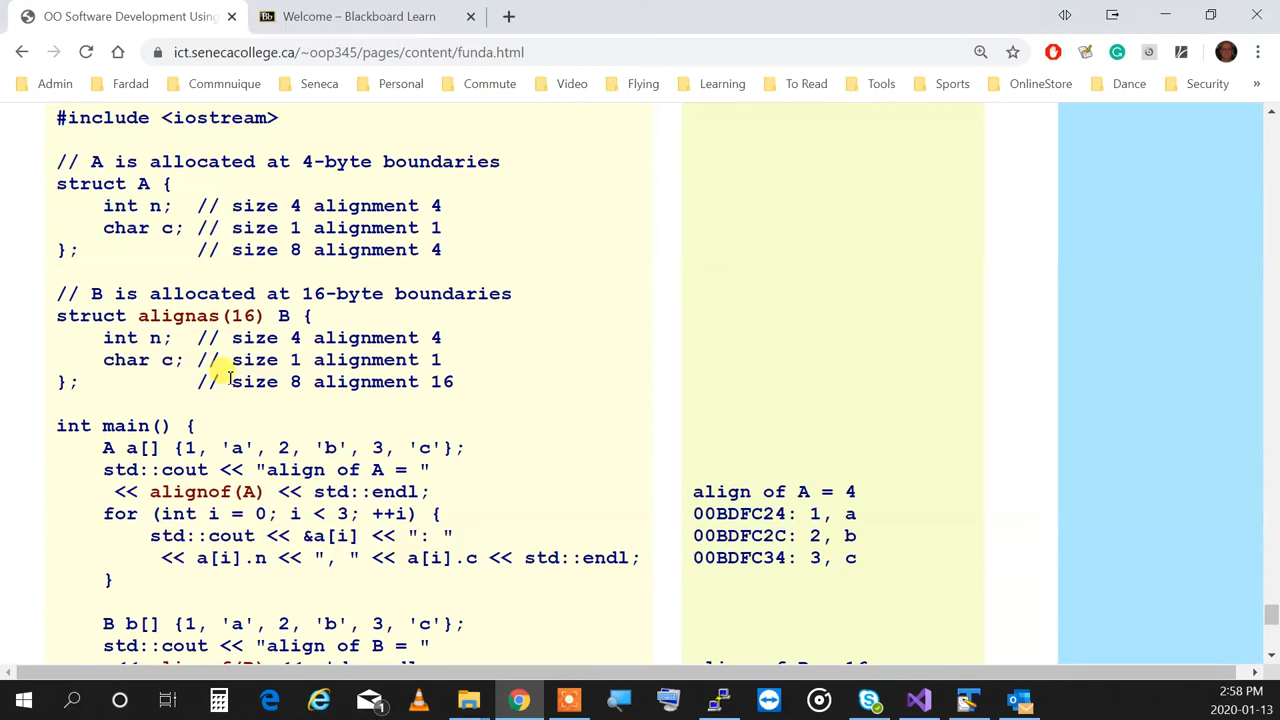 OO Software Development Using
Welcome – Blackboard Learn
ict.senecacollege.ca/~oop345/pages/content/funda.html
Admin Fardad Commnuique Seneca Personal Commute Video Flying Learning To Read Tools Sports OnlineStore Dance Security »
#include <iostream>
// A is allocated at 4-byte boundaries
struct A {
int n; // size 4 alignment 4
char c; // size 1 alignment 1
}; // size 8 alignment 4
// B is allocated at 16-byte boundaries
struct alignas(16) B {
int n; // size 4 alignment 4
char c; // size 1 alignment 1
}; // size 8 alignment 16
int main() {
A a[] {1, 'a', 2, 'b', 3, 'c'};
std::cout << "align of A = "
<< alignof(A) << std::endl;
for (int i = 0; i < 3; ++i) {
std::cout << &a[i] << ": "
<< a[i].n << ", " << a[i].c << std::endl;
}
B b[] {1, 'a', 2, 'b', 3, 'c'};
std::cout << "align of B = "
align of A = 4
00BDFC24: 1, a
00BDFC2C: 2, b
00BDFC34: 3, c
2:58 PM
2020-01-13